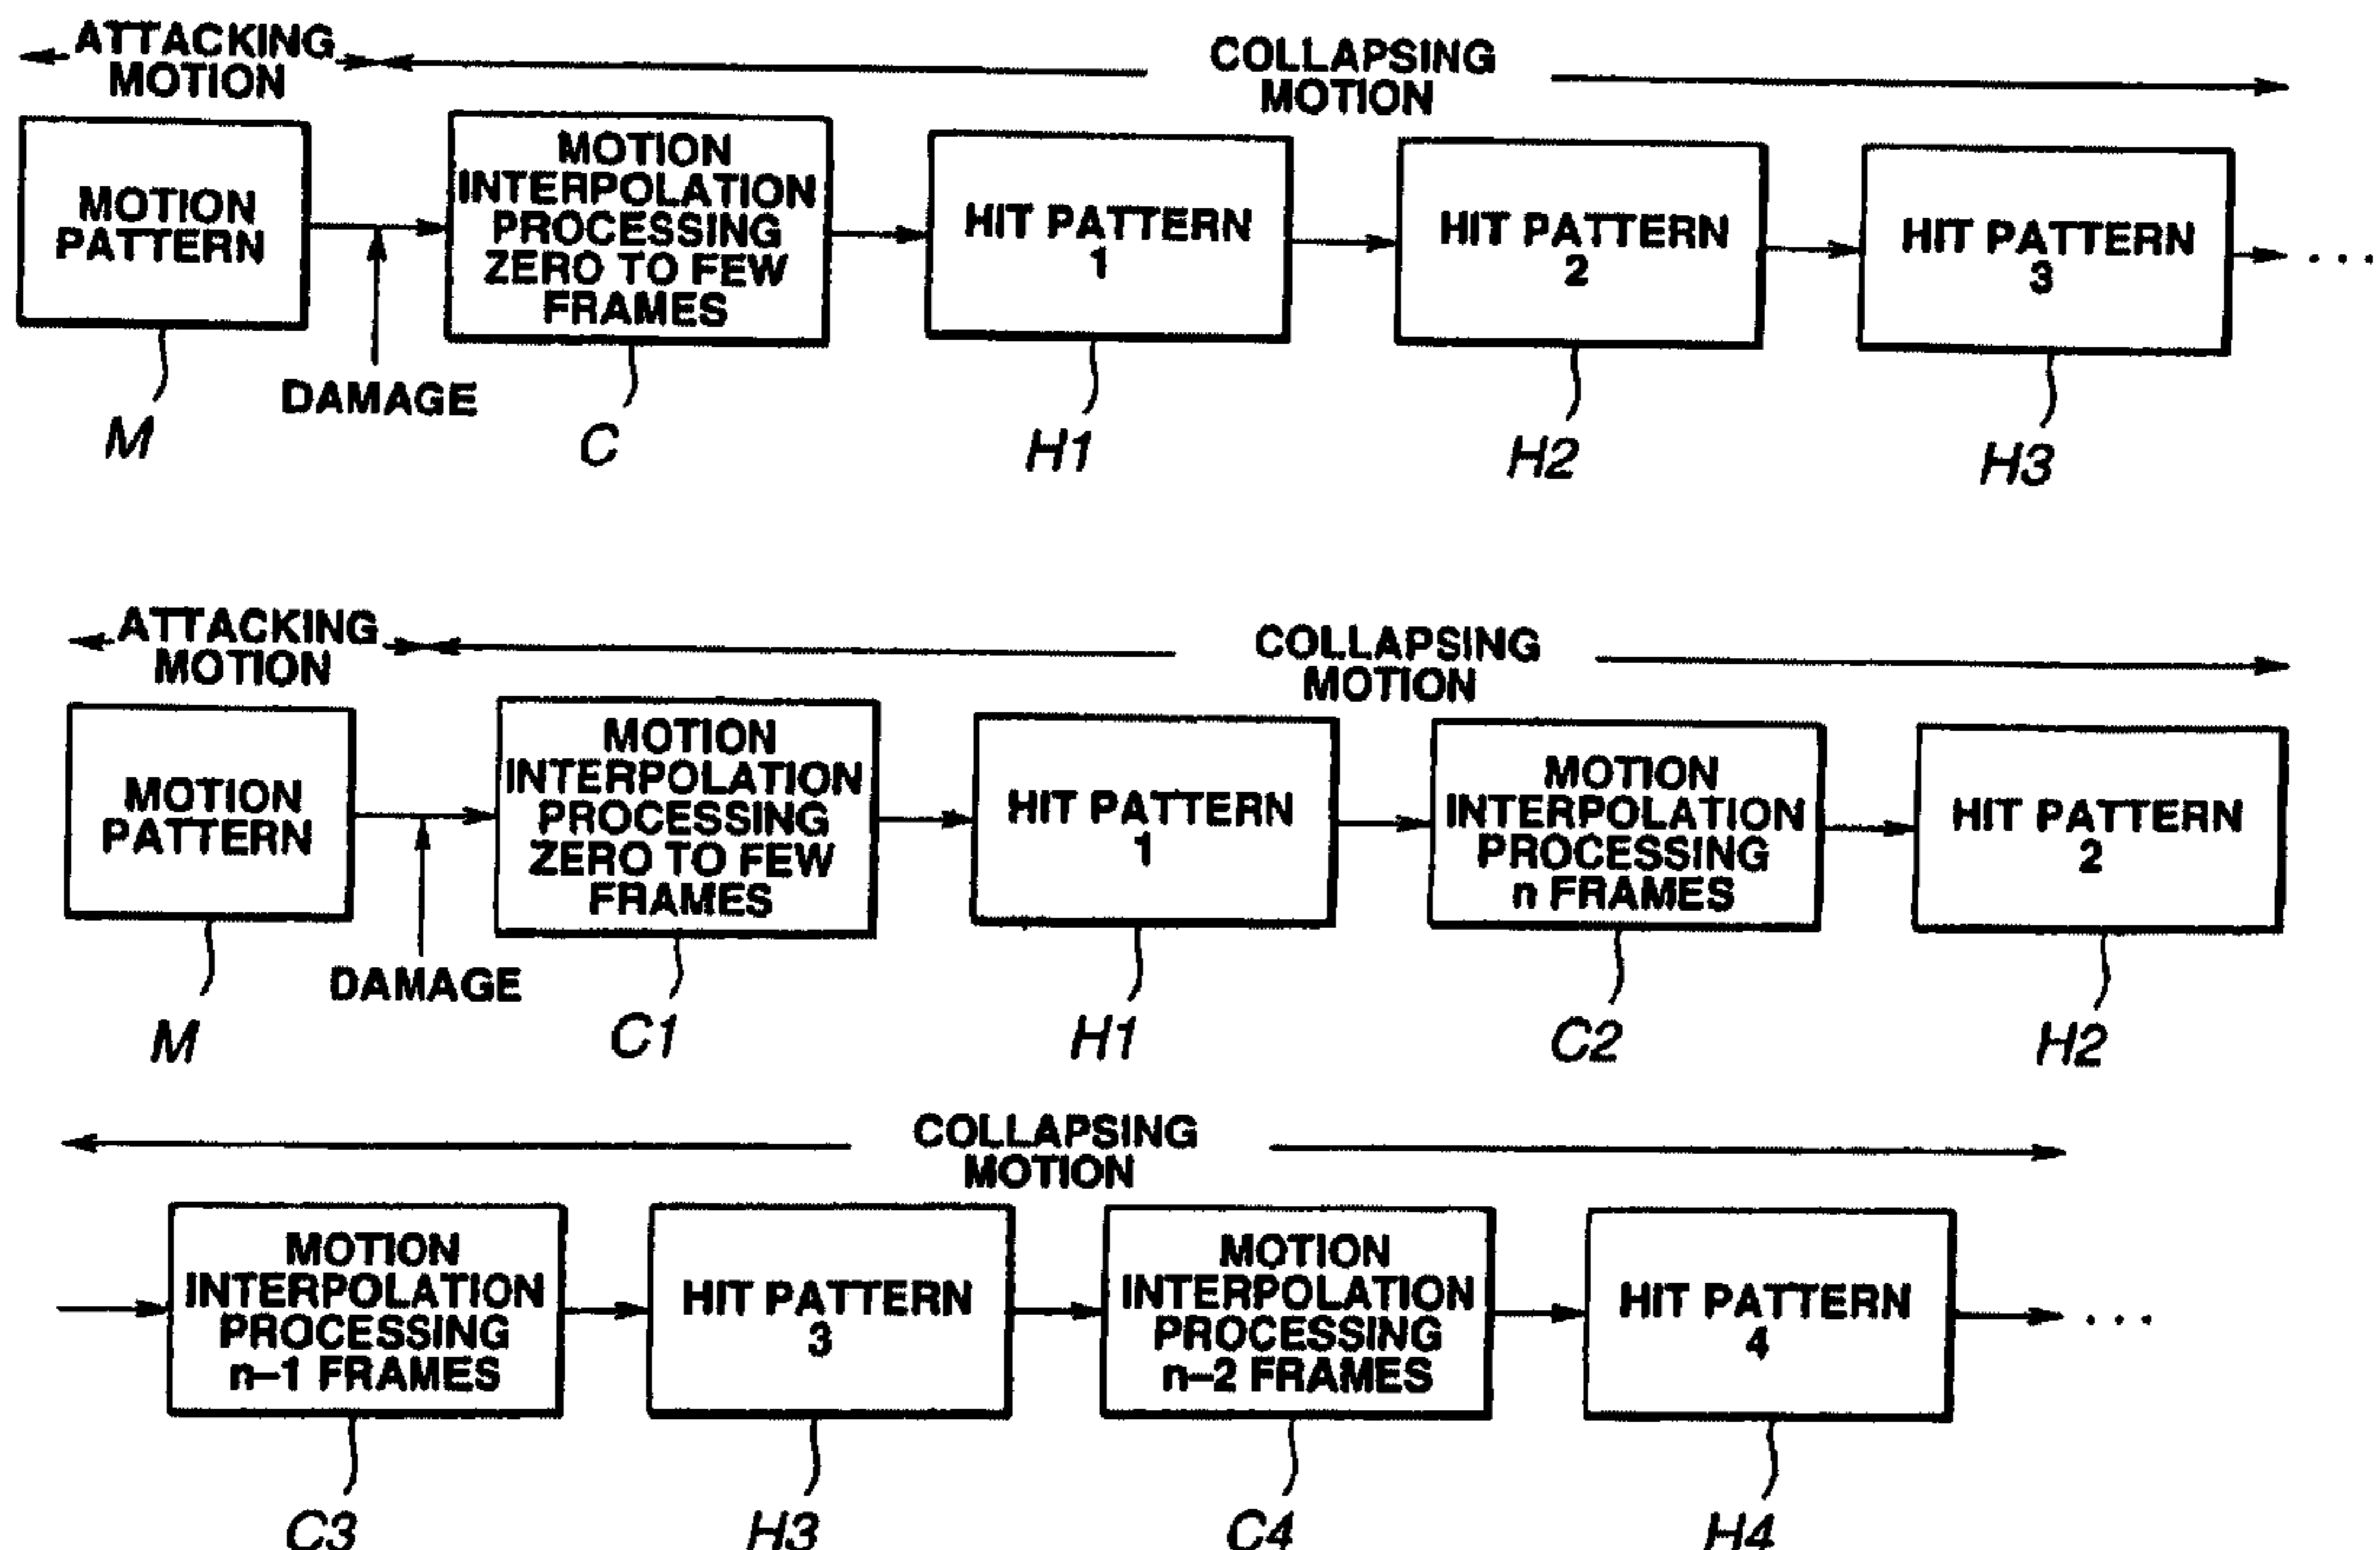 ATTACKING
MOTION
COLLAPSING
MOTION
MOTION
PATTERN
MOTION
INTERPOLATION
PROCESSING
ZERO TO FEW
FRAMES
HIT PATTERN
1
HIT PATTERN
2
HIT PATTERN
3
...
DAMAGE
M
C
H1
H2
H3
ATTACKING
MOTION
COLLAPSING
MOTION
MOTION
PATTERN
MOTION
INTERPOLATION
PROCESSING
ZERO TO FEW
FRAMES
HIT PATTERN
1
MOTION
INTERPOLATION
PROCESSING
n FRAMES
HIT PATTERN
2
DAMAGE
M
C1
H1
C2
H2
COLLAPSING
MOTION
MOTION
INTERPOLATION
PROCESSING
n-1 FRAMES
HIT PATTERN
3
MOTION
INTERPOLATION
PROCESSING
n-2 FRAMES
HIT PATTERN
4
...
C3
H3
C4
H4